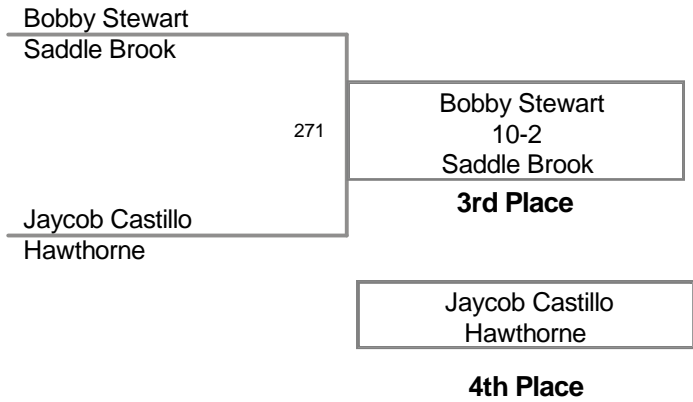 Bobby Stewart
Saddle Brook
271
Bobby Stewart
10-2
Saddle Brook
3rd Place
Jaycob Castillo
Hawthorne
Jaycob Castillo
Hawthorne
4th Place